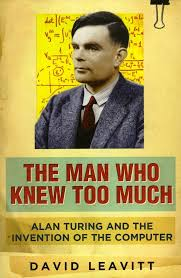 THE MAN WHO
KNEW TOO MUCH
ALAN TURING AND THE
INVENTION OF THE COMPUTER
DAVID LEAVITT